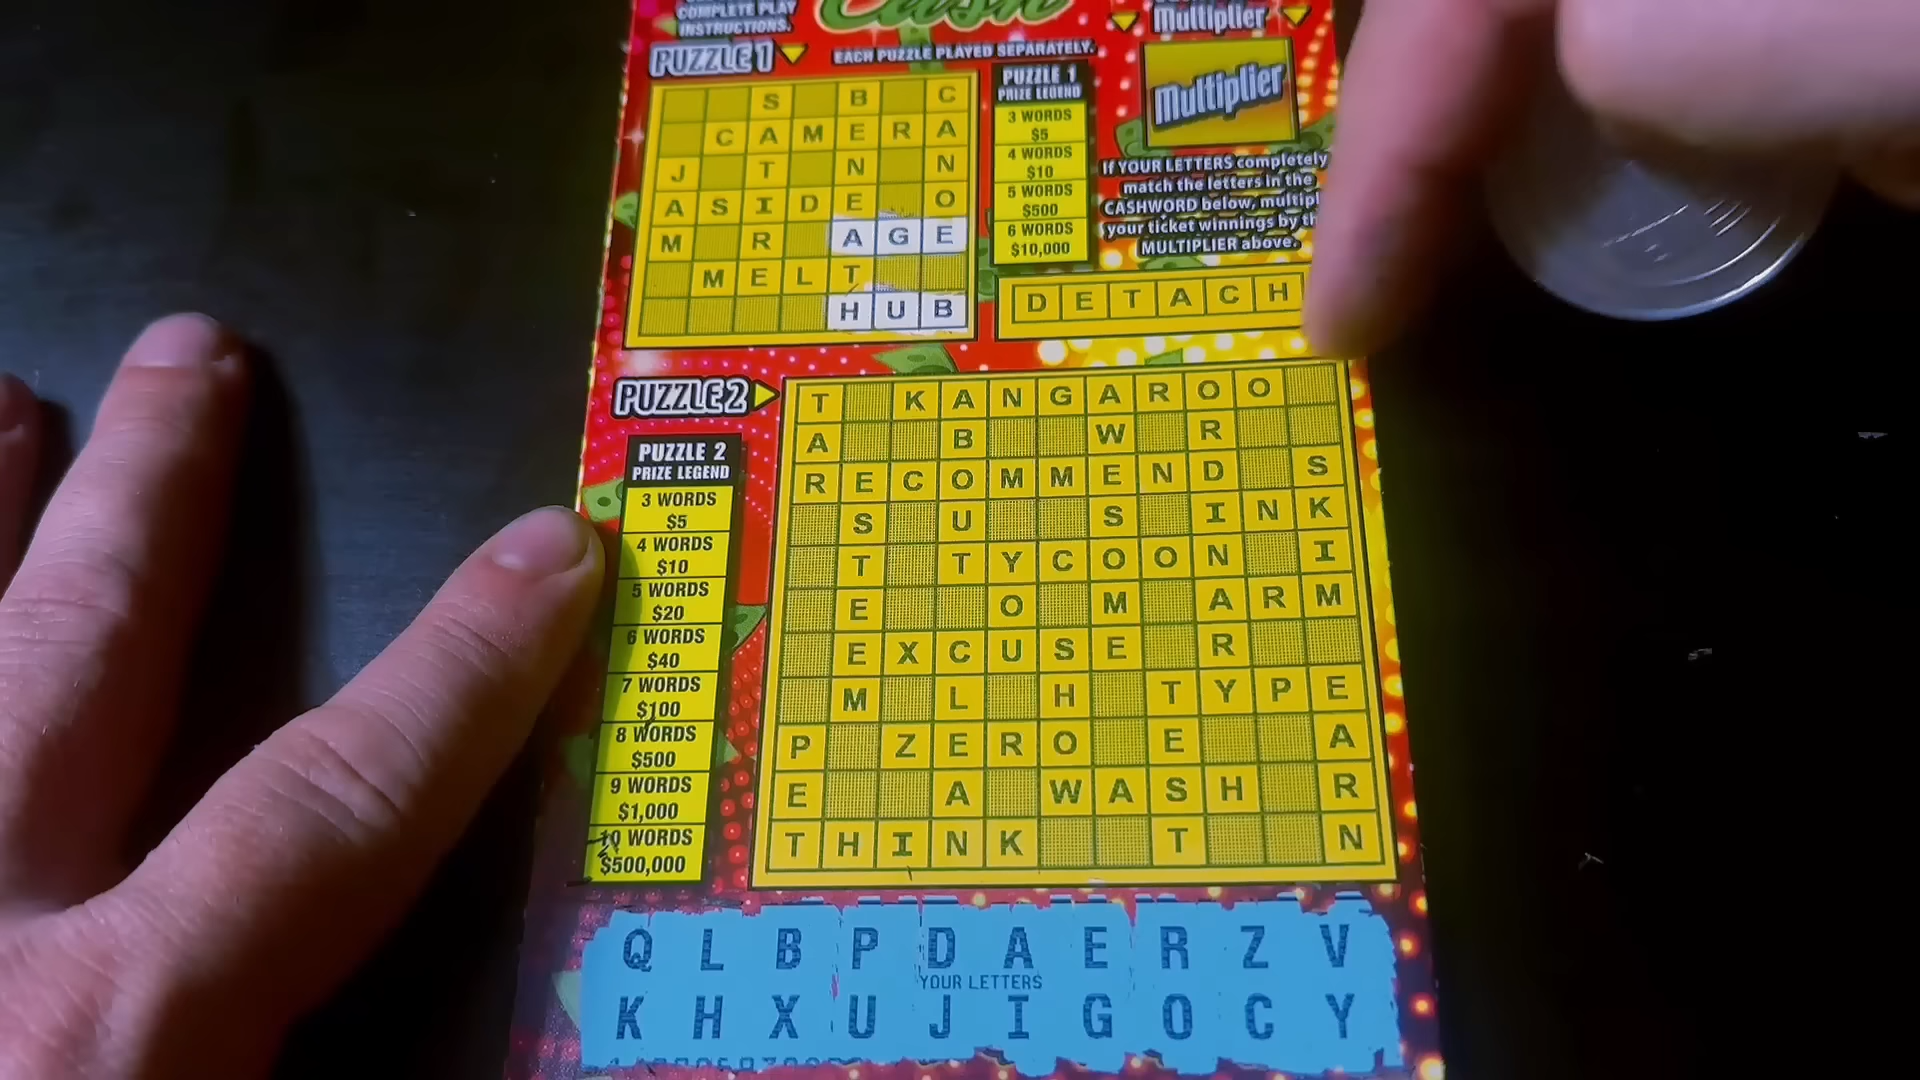 COMPLETE PLAY
INSTRUCTIONS.
Cash
Multiplier
PUZZLE 1
EACH PUZZLE PLAYED SEPARATELY.
S B C
C A M E R A
J T N N
A S I D E O
M R A G E
M E L T
H U B
PUZZLE 1
PRIZE LEGEND
3 WORDS
$5
4 WORDS
$10
5 WORDS
$500
6 WORDS
$10,000
Multiplier
If YOUR LETTERS completely
match the letters in the
CASHWORD below, multipl
your ticket winnings by th
MULTIPLIER above.
D E T A C H
PUZZLE 2
PUZZLE 2
PRIZE LEGEND
3 WORDS
$5
4 WORDS
$10
5 WORDS
$20
6 WORDS
$40
7 WORDS
$100
8 WORDS
$500
9 WORDS
$1,000
10 WORDS
$500,000
T K A N G A R O O
A B W R
R E C O M M E N D S
S U S I N K
T T Y C O O N I
E O M A R M
E X C U S E R
M L H T Y P E
P Z E R O E A
E A W A S H R
T H I N K T N
Q L B P D A E R Z V
YOUR LETTERS
K H X U J I G O C Y